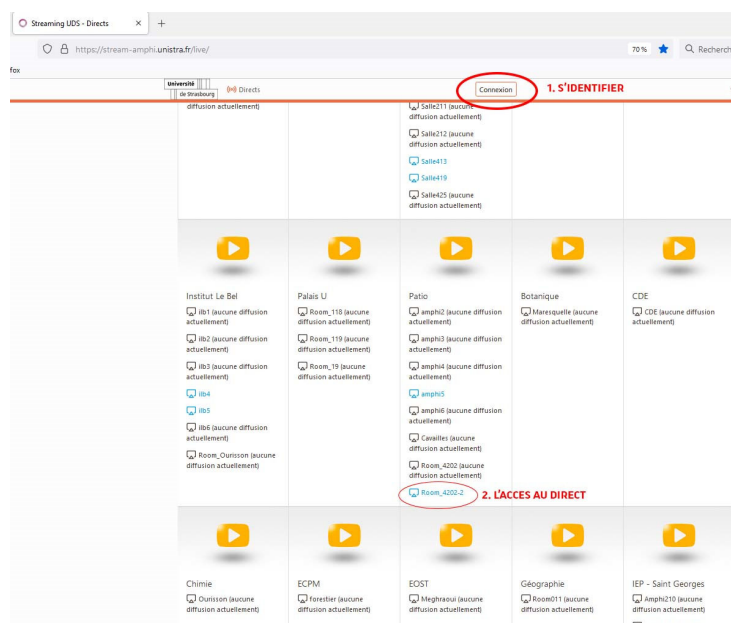 Streaming UDS - Directs
https://stream-amphi.unistra.fr/live/
70 %
Recherch
fox
Université
de Strasbourg
Directs
Connexion
1. S'IDENTIFIER
diffusion actuellement)
Salle211 (aucune
diffusion actuellement)
Salle212 (aucune
diffusion actuellement)
Salle413
Salle419
Salle425 (aucune
diffusion actuellement)
Institut Le Bel
ilb1 (aucune diffusion
actuellement)
ilb2 (aucune diffusion
actuellement)
ilb3 (aucune diffusion
actuellement)
ilb4
ilb5
ilb6 (aucune diffusion
actuellement)
Room_Ourisson (aucune
diffusion actuellement)
Palais U
Room_118 (aucune
diffusion actuellement)
Room_119 (aucune
diffusion actuellement)
Room_19 (aucune
diffusion actuellement)
Patio
amphi2 (aucune diffusion
actuellement)
amphi3 (aucune diffusion
actuellement)
amphi4 (aucune diffusion
actuellement)
amphi5
amphi6 (aucune diffusion
actuellement)
Cavailles (aucune
diffusion actuellement)
Room_4202 (aucune
diffusion actuellement)
Room_4202-2
2. L'ACCES AU DIRECT
Botanique
Maresquelle (aucune
diffusion actuellement)
CDE
CDE (aucune diffusion
actuellement)
Chimie
Ourisson (aucune
diffusion actuellement)
ECPM
forestier (aucune
diffusion actuellement)
EOST
Meghraoui (aucune
diffusion actuellement)
Géographie
Room011 (aucune
diffusion actuellement)
IEP - Saint Georges
Amphi210 (aucune
diffusion actuellement)